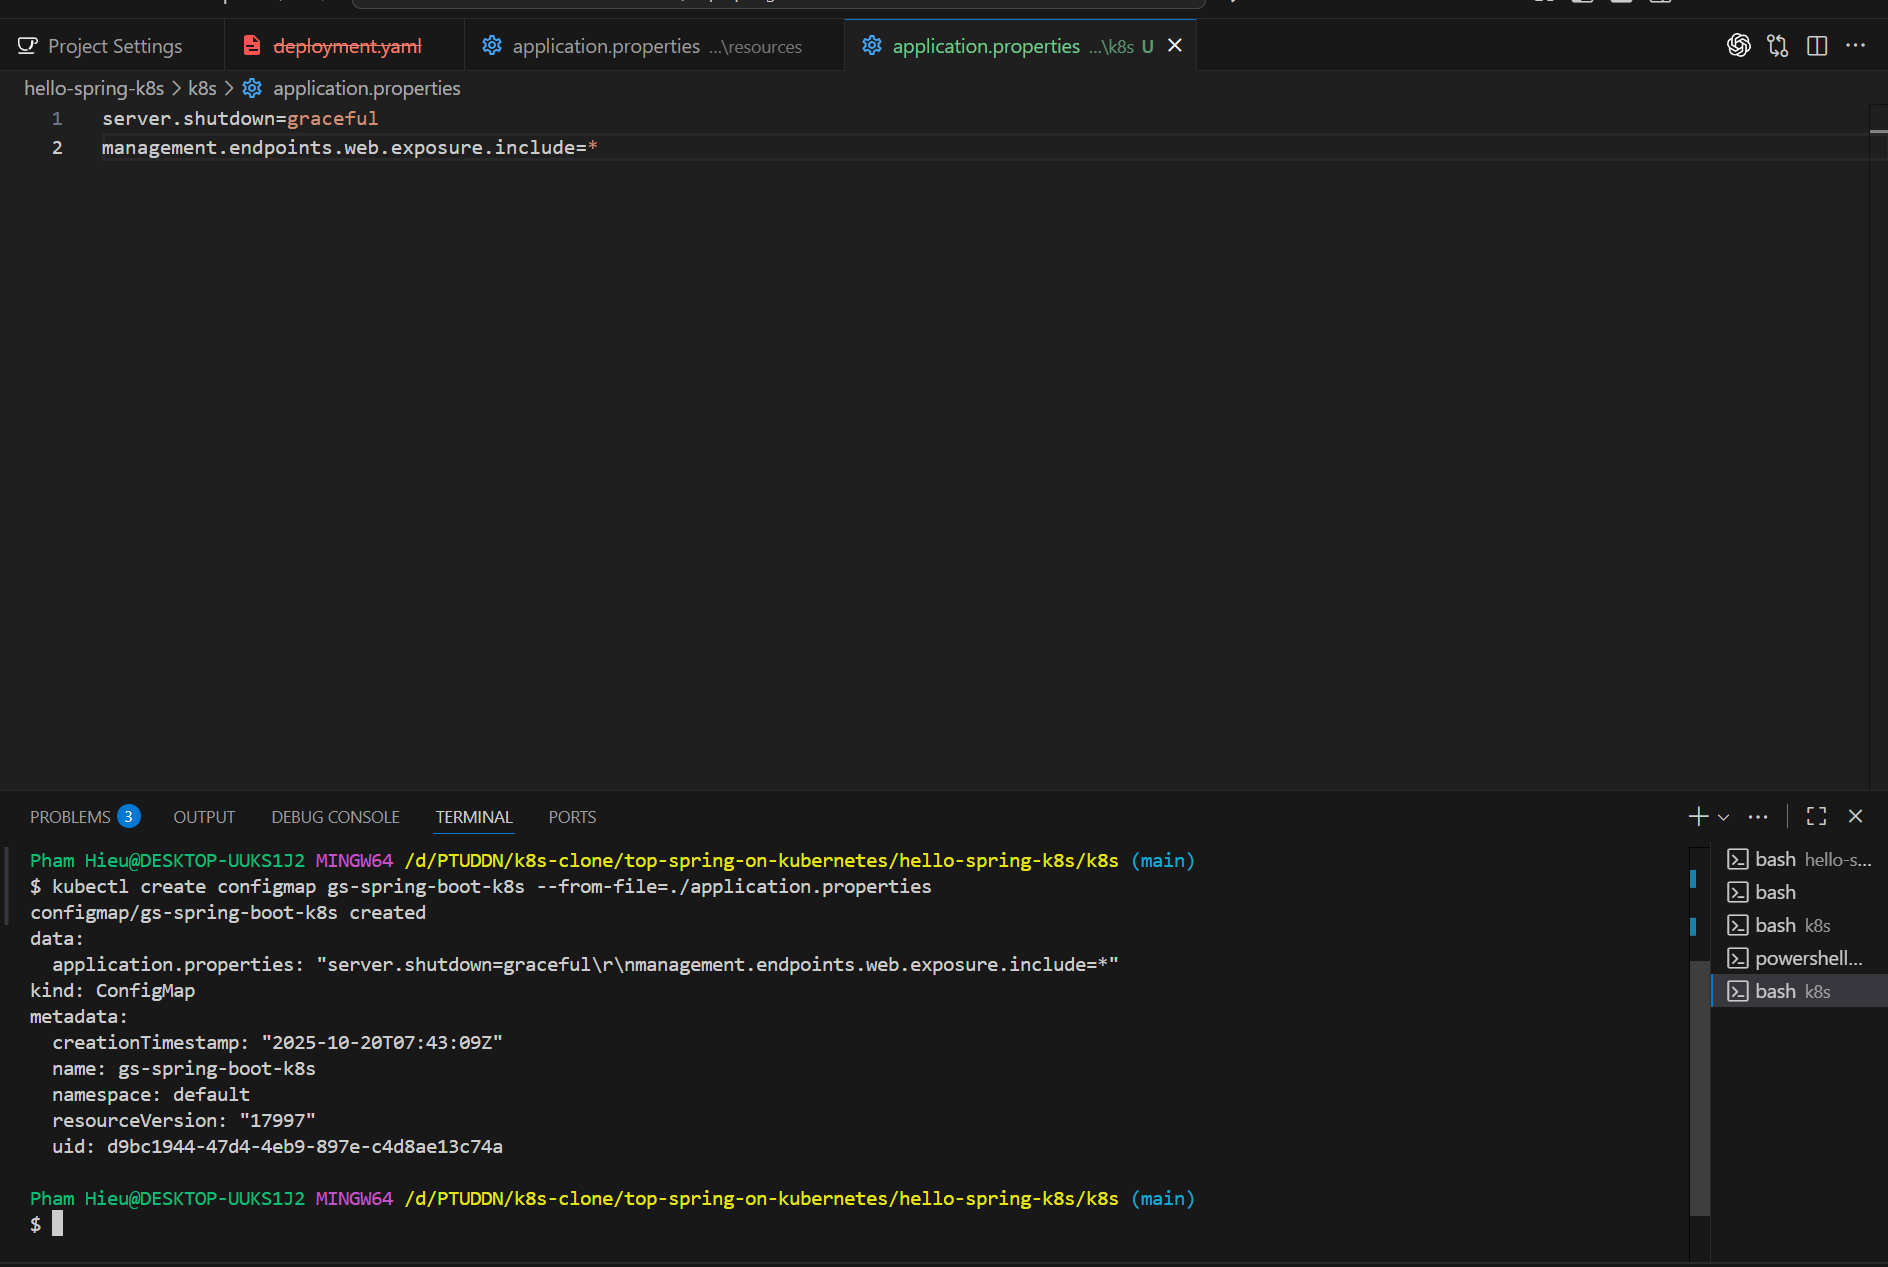 Project Settings
deployment.yaml
application.properties ...\resources
application.properties ...\k8s U
hello-spring-k8s > k8s > application.properties
1 server.shutdown=graceful
2 management.endpoints.web.exposure.include=*
PROBLEMS 3 OUTPUT DEBUG CONSOLE TERMINAL PORTS
Pham Hieu@DESKTOP-UUKS1J2 MINGW64 /d/PTUDDN/k8s-clone/top-spring-on-kubernetes/hello-spring-k8s/k8s (main)
$ kubectl create configmap gs-spring-boot-k8s --from-file=./application.properties
configmap/gs-spring-boot-k8s created
data:
  application.properties: "server.shutdown=graceful\r\nmanagement.endpoints.web.exposure.include=*"
kind: ConfigMap
metadata:
  creationTimestamp: "2025-10-20T07:43:09Z"
  name: gs-spring-boot-k8s
  namespace: default
  resourceVersion: "17997"
  uid: d9bc1944-47d4-4eb9-897e-c4d8ae13c74a
Pham Hieu@DESKTOP-UUKS1J2 MINGW64 /d/PTUDDN/k8s-clone/top-spring-on-kubernetes/hello-spring-k8s/k8s (main)
$
bash hello-s...
bash
bash k8s
powershell...
bash k8s